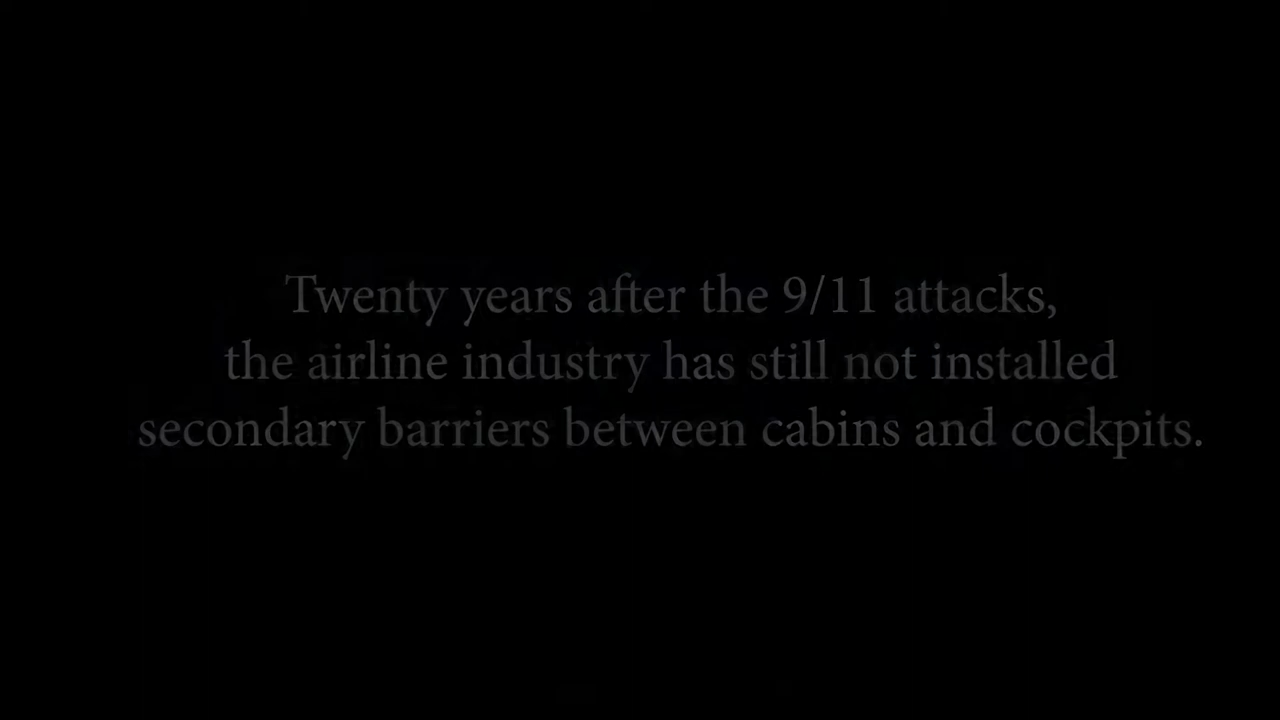 Twenty years after the 9/11 attacks,
the airline industry has still not installed
secondary barriers between cabins and cockpits.